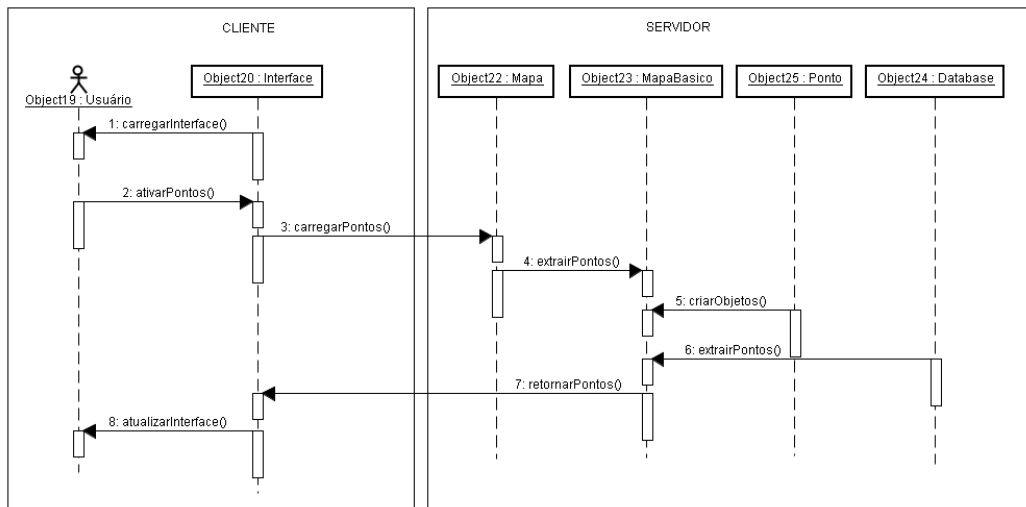 CLIENTE
SERVIDOR
Object19 : Usuário
Object20 : Interface
Object22 : Mapa
Object23 : MapaBasico
Object25 : Ponto
Object24 : Database
1: carregarInterface()
2: ativarPontos()
3: carregarPontos()
4: extrairPontos()
5: criarObjetos()
6: extrairPontos()
7: retornarPontos()
8: atualizarInterface()